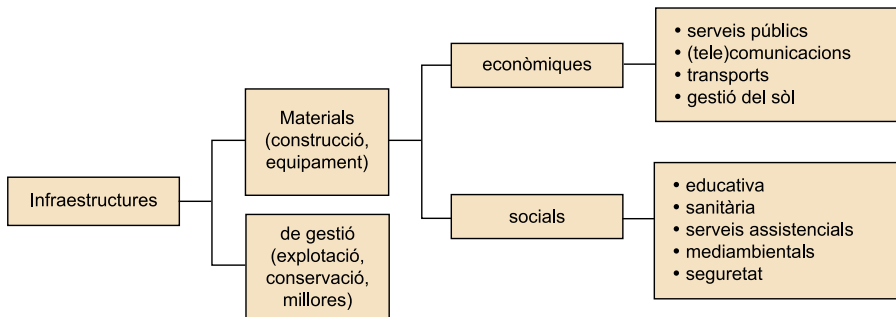 Infraestructures
Materials
(construcció,
equipament)
de gestió
(explotació,
conservació,
millores)
econòmiques
socials
• serveis públics
• (tele)comunicacions
• transports
• gestió del sòl
• educativa
• sanitària
• serveis assistencials
• mediambientals
• seguretat